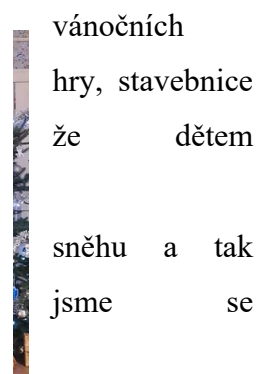 vánočních
hry, stavebnice
že dětem
sněhu a tak
jsme se